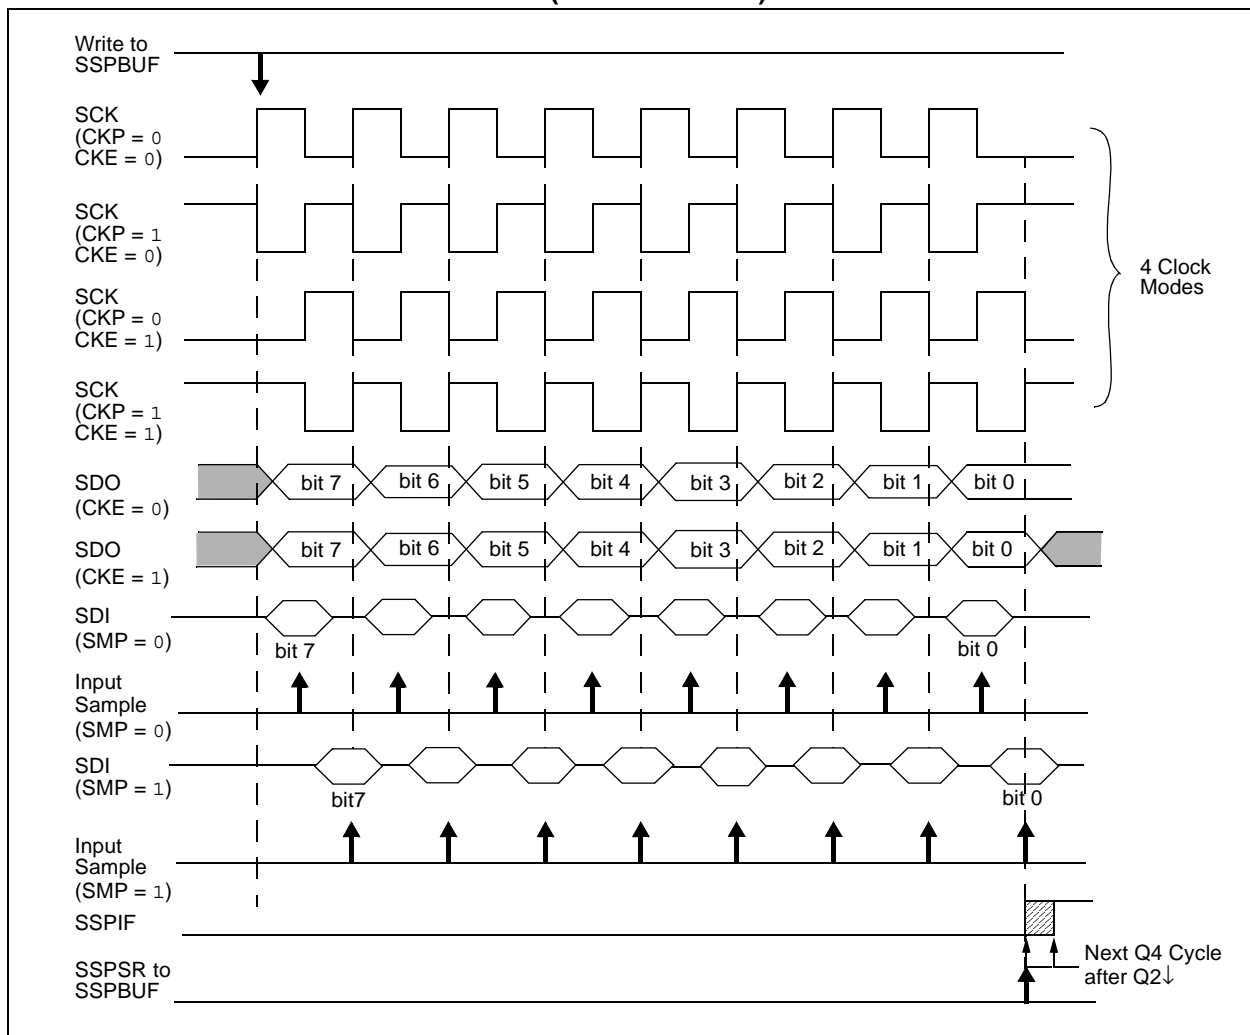 Write to
SSPBUF
SCK
(CKP = 0
CKE = 0)
SCK
(CKP = 1
CKE = 0)
4 Clock
Modes
SCK
(CKP = 0
CKE = 1)
SCK
(CKP = 1
CKE = 1)
SDO
(CKE = 0)
bit 7 bit 6 bit 5 bit 4 bit 3 bit 2 bit 1 bit 0
SDO
(CKE = 1)
bit 7 bit 6 bit 5 bit 4 bit 3 bit 2 bit 1 bit 0
SDI
(SMP = 0)
bit 7 bit 0
Input
Sample
(SMP = 0)
SDI
(SMP = 1)
bit7 bit 0
Input
Sample
(SMP = 1)
SSPIF
Next Q4 Cycle
after Q2↓
SSPSR to
SSPBUF